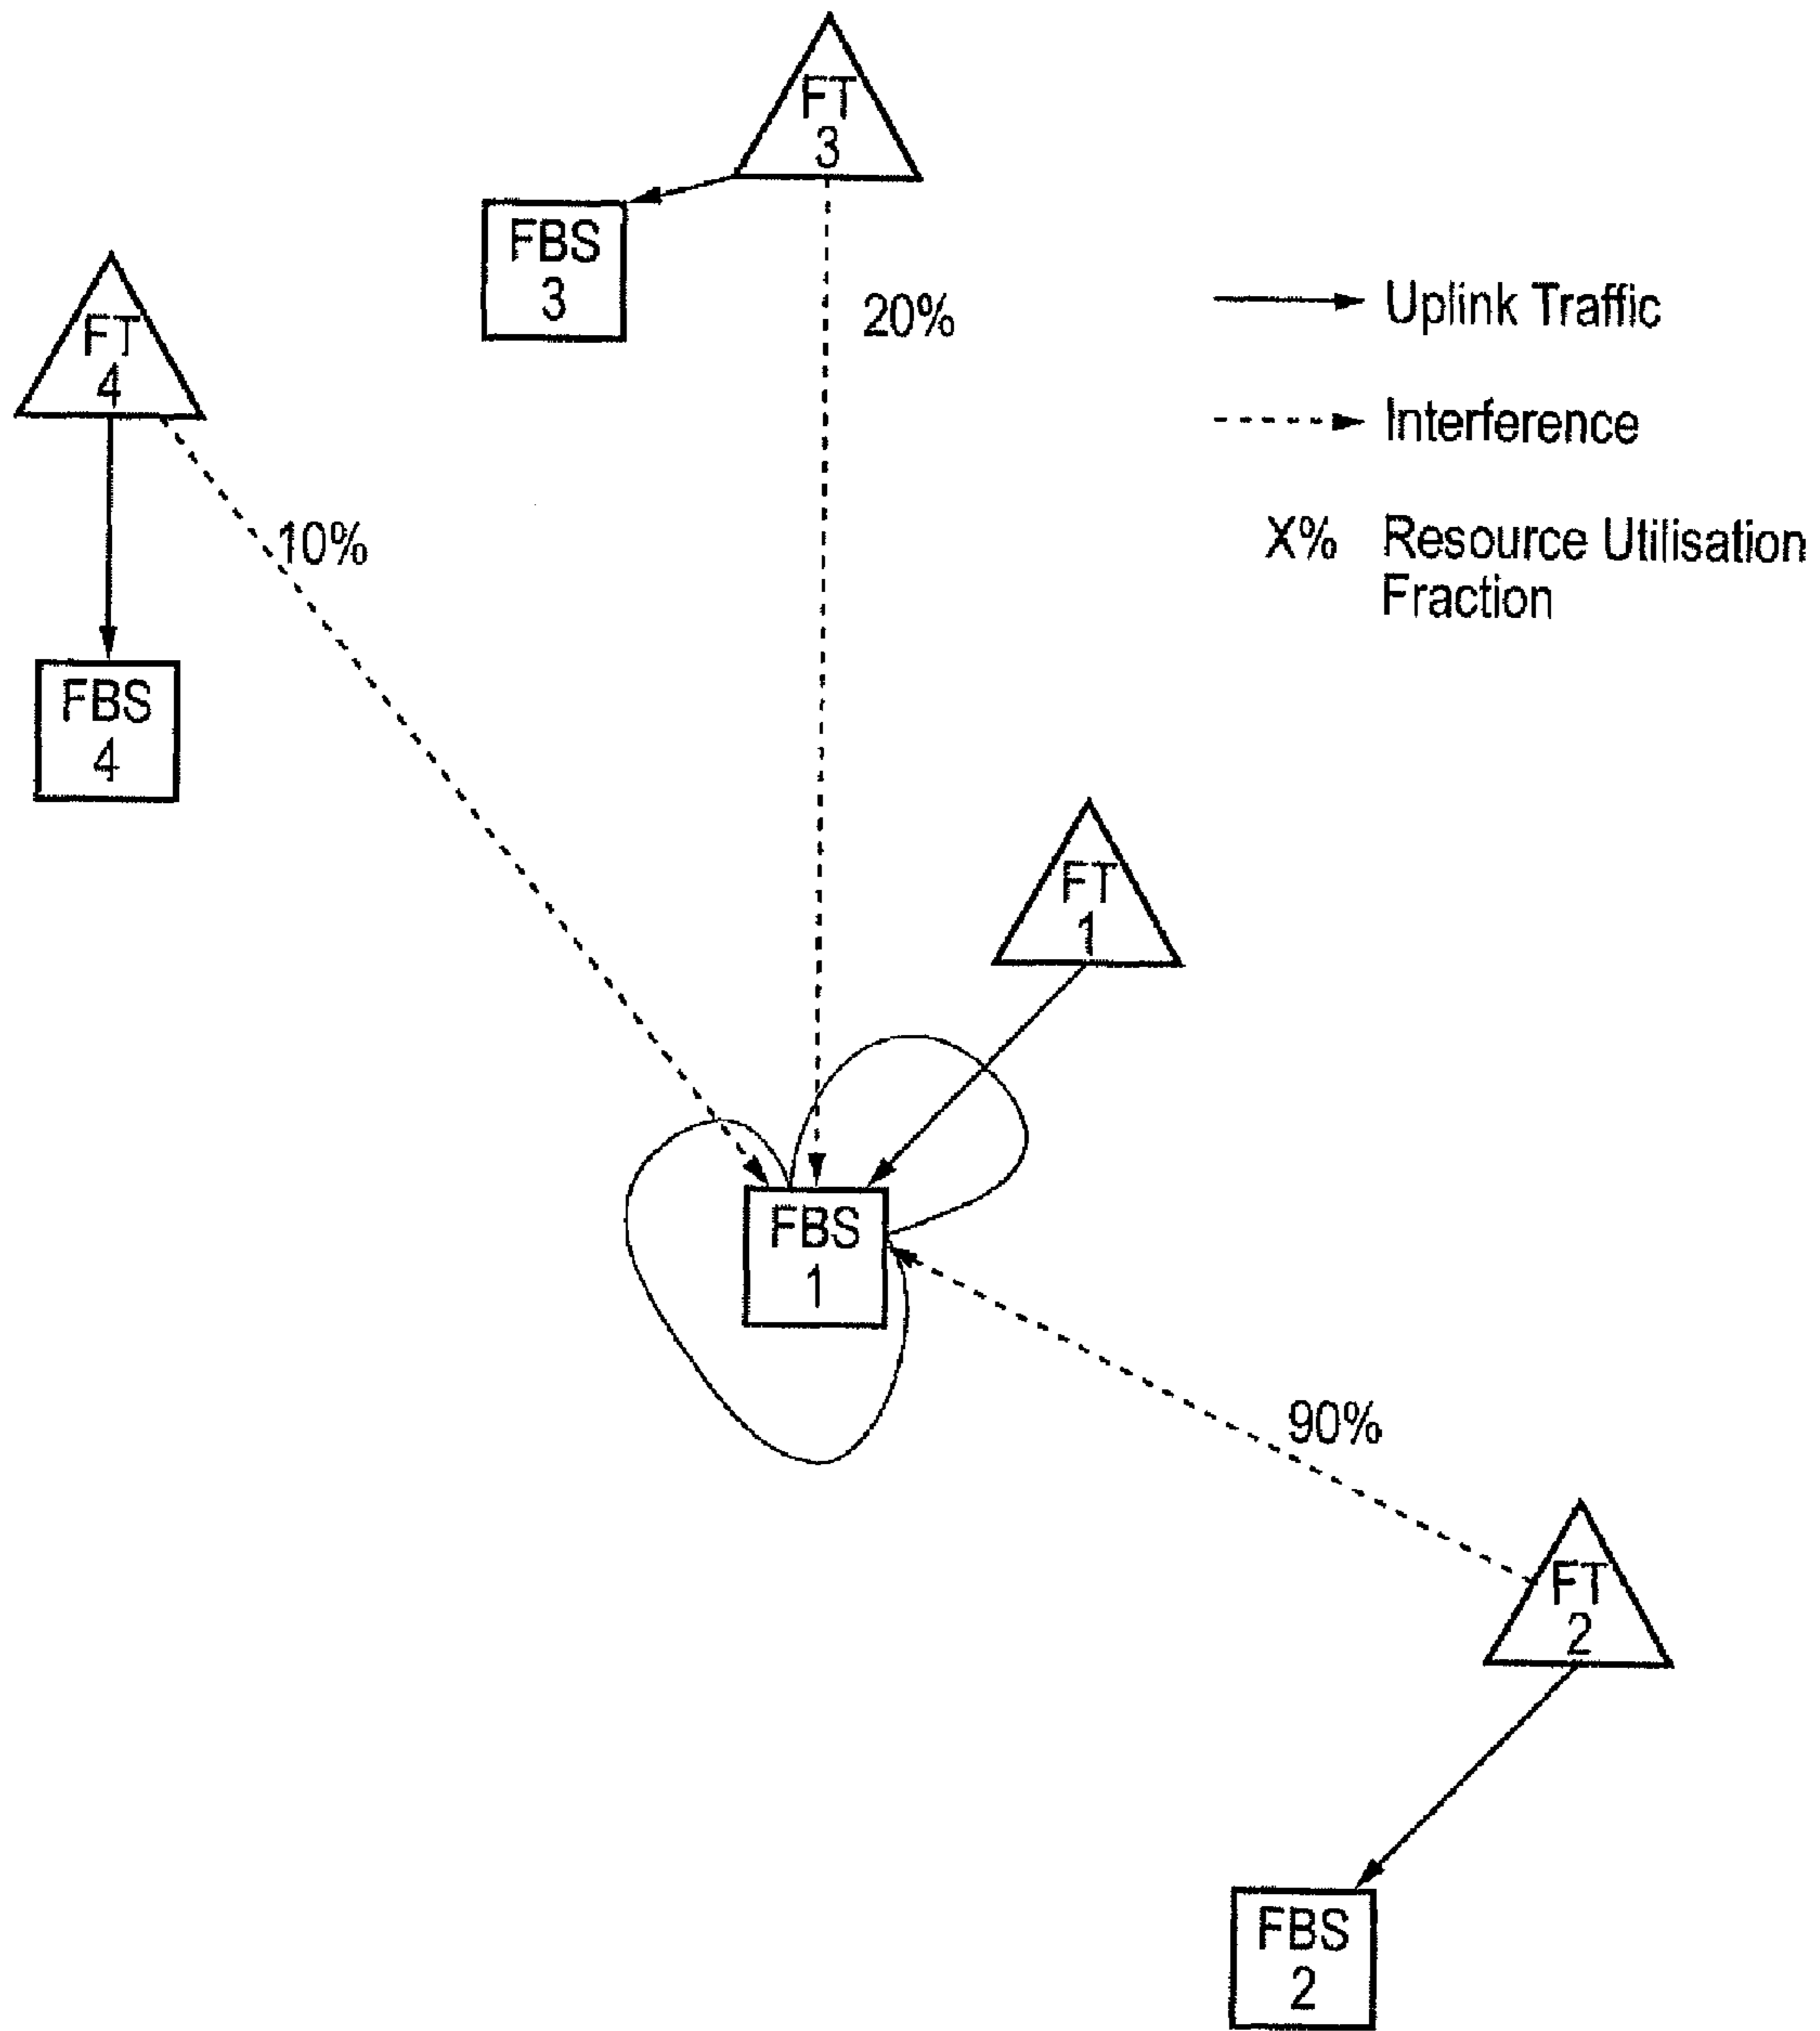 FT
3
FBS
3
20%
FT
4
10%
FBS
4
Uplink Traffic
Interference
X% Resource Utilisation
Fraction
FT
1
FBS
1
90%
FT
2
FBS
2